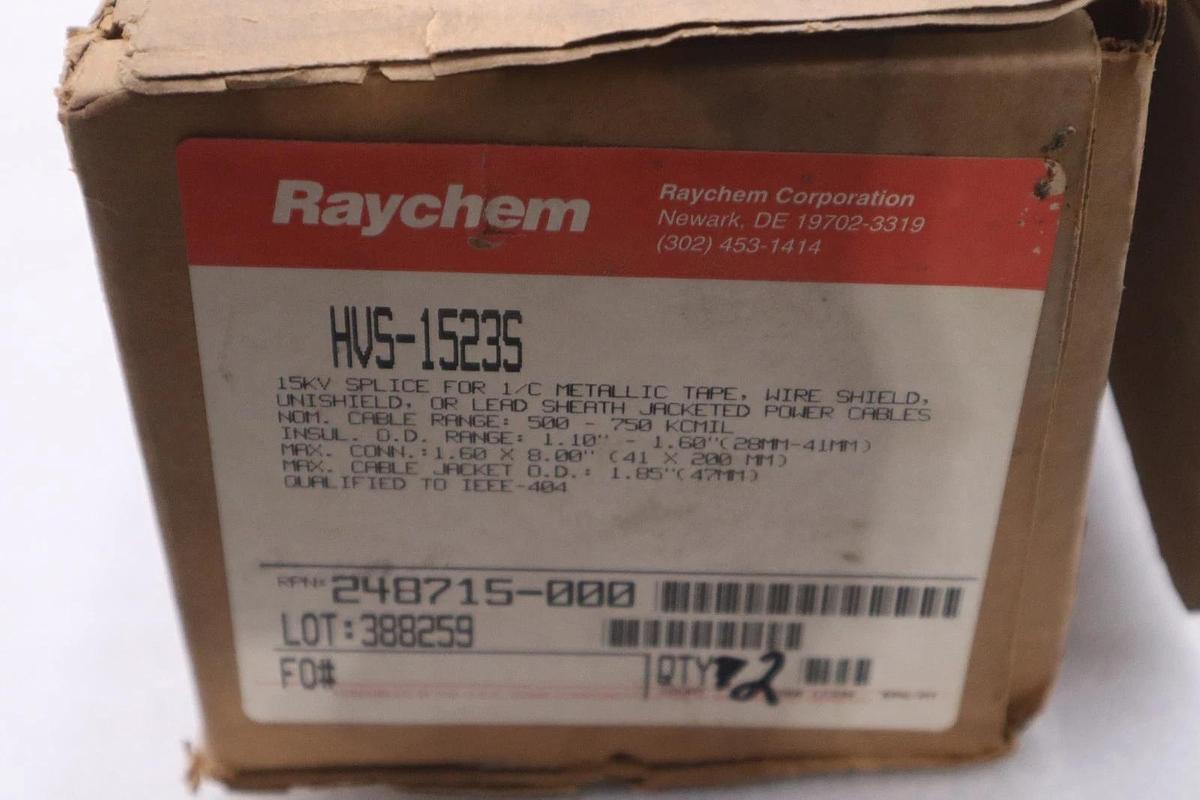 Raychem
Raychem Corporation
Newark, DE 19702-3319
(302) 453-1414
HVS-1523S
15KV SPLICE FOR 1/C METALLIC TAPE, WIRE SHIELD,
UNISHIELD, OR LEAD SHEATH JACKETED POWER CABLES
NOM. CABLE RANGE: 500 - 750 KCMIL
INSUL. O.D. RANGE: 1.10" - 1.60"(28MM-41MM)
MAX. CONN.:1.60 X 8.00" (41 X 200 MM)
MAX. CABLE JACKET O.D.: 1.85"(47MM)
QUALIFIED TO IEEE-404
RPN: 248715-000
LOT:388259
FO#
QTY 2